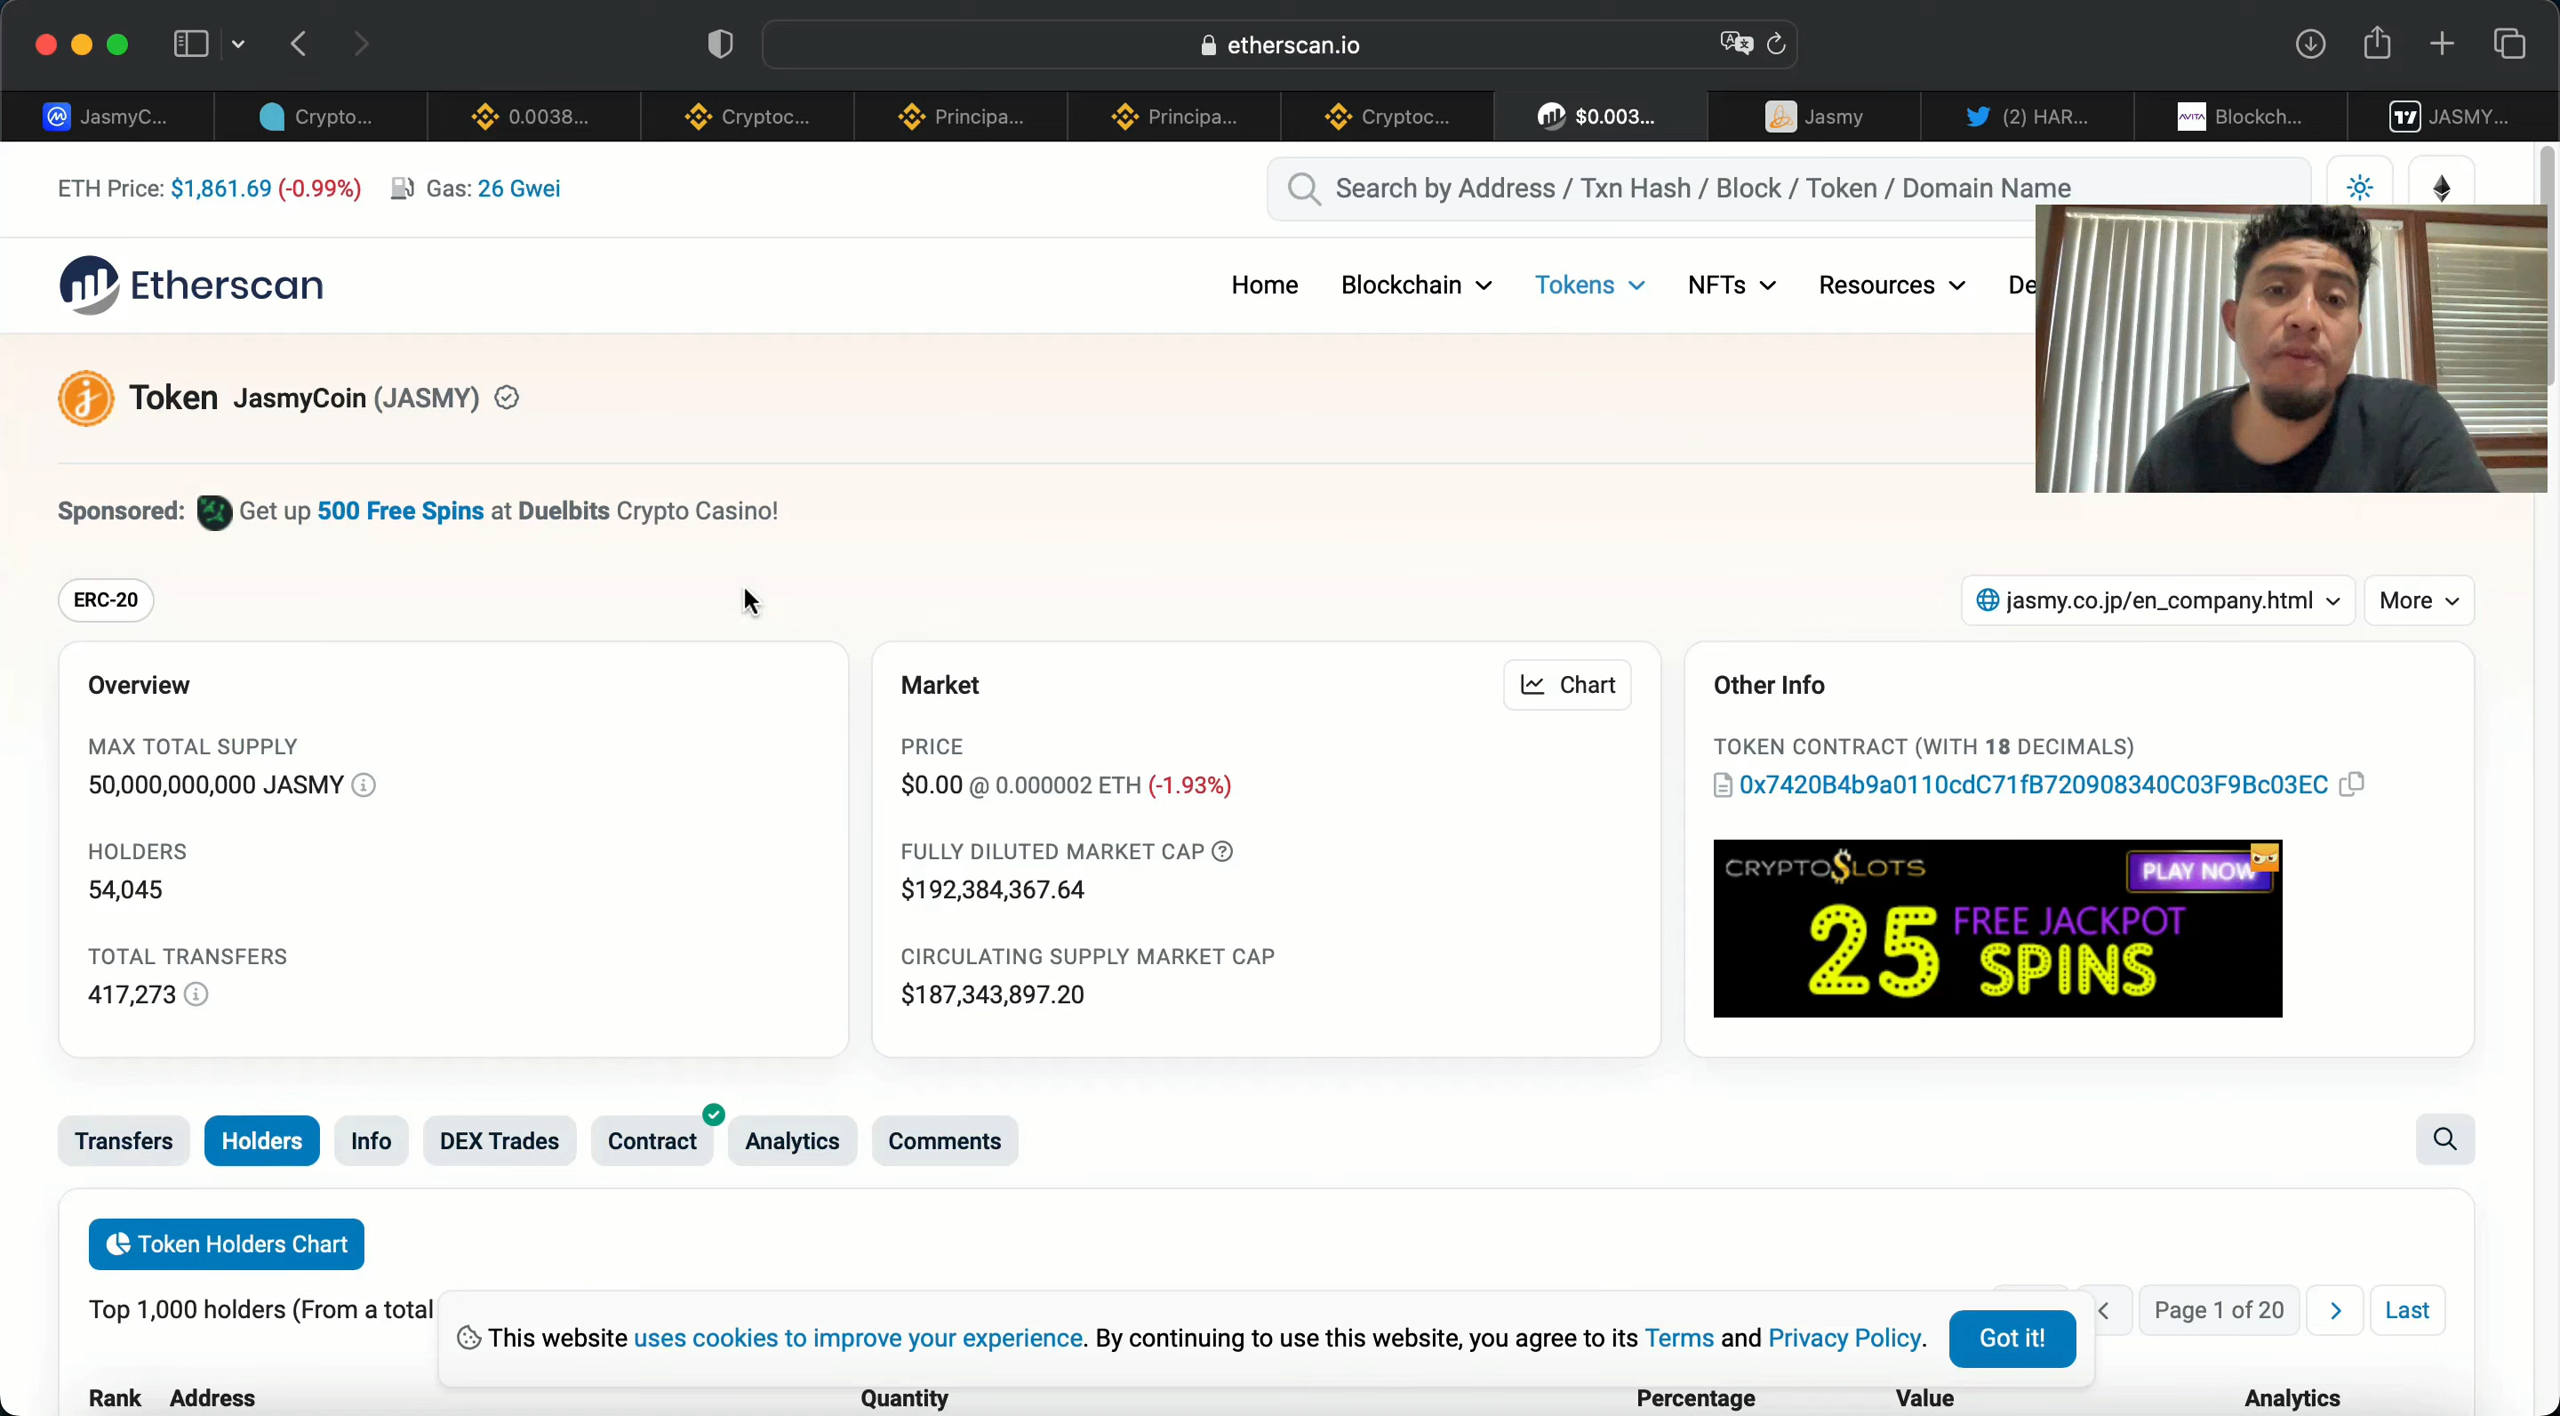 etherscan.io
JasmyC...
Crypto...
0.0038...
Cryptoc...
Principa...
Principa...
Cryptoc...
$0.003...
Jasmy
(2) HAR...
AVITA
Blockch...
JASMY...
ETH Price: $1,861.69 (-0.99%)
Gas: 26 Gwei
Search by Address / Txn Hash / Block / Token / Domain Name
Etherscan
Home
Blockchain
Tokens
NFTs
Resources
De
Token JasmyCoin (JASMY)
Sponsored: Get up 500 Free Spins at Duelbits Crypto Casino!
ERC-20
jasmy.co.jp/en_company.html
More
Overview
MAX TOTAL SUPPLY
50,000,000,000 JASMY
HOLDERS
54,045
TOTAL TRANSFERS
417,273
Market
Chart
PRICE
$0.00 @ 0.000002 ETH (-1.93%)
FULLY DILUTED MARKET CAP
$192,384,367.64
CIRCULATING SUPPLY MARKET CAP
$187,343,897.20
Other Info
TOKEN CONTRACT (WITH 18 DECIMALS)
0x7420B4b9a0110cdC71fB720908340C03F9Bc03EC
CRYPTO$LOTS
PLAY NOW
25 FREE JACKPOT
SPINS
Transfers
Holders
Info
DEX Trades
Contract
Analytics
Comments
Token Holders Chart
Top 1,000 holders (From a total
Page 1 of 20
Last
This website uses cookies to improve your experience. By continuing to use this website, you agree to its Terms and Privacy Policy.
Got it!
Rank
Address
Quantity
Percentage
Value
Analytics